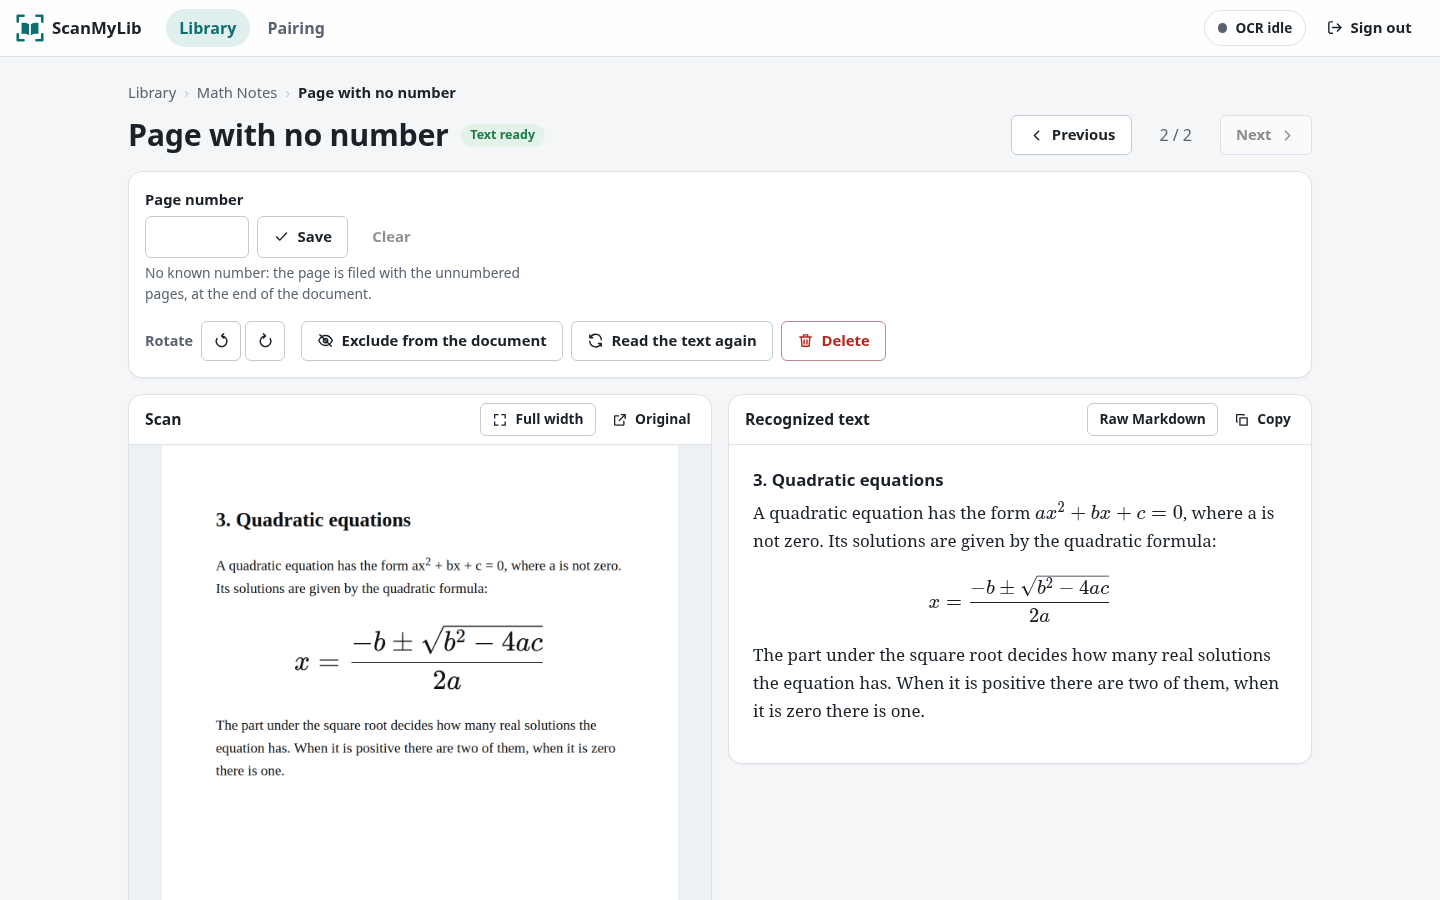 ScanMyLib
Library
Pairing
OCR idle
Sign out
Library › Math Notes › Page with no number
Page with no number
Text ready
Previous
2 / 2
Next
Page number
Save
Clear
No known number: the page is filed with the unnumbered
pages, at the end of the document.
Rotate
Exclude from the document
Read the text again
Delete
Scan
Full width
Original
3. Quadratic equations
A quadratic equation has the form ax² + bx + c = 0, where a is not zero.
Its solutions are given by the quadratic formula:
x = (−b ± √(b² − 4ac)) / 2a
The part under the square root decides how many real solutions the
equation has. When it is positive there are two of them, when it is zero
there is one.
Recognized text
Raw Markdown
Copy
3. Quadratic equations
A quadratic equation has the form ax² + bx + c = 0, where a is
not zero. Its solutions are given by the quadratic formula:
x = (−b ± √(b² − 4ac)) / 2a
The part under the square root decides how many real solutions
the equation has. When it is positive there are two of them, when
it is zero there is one.